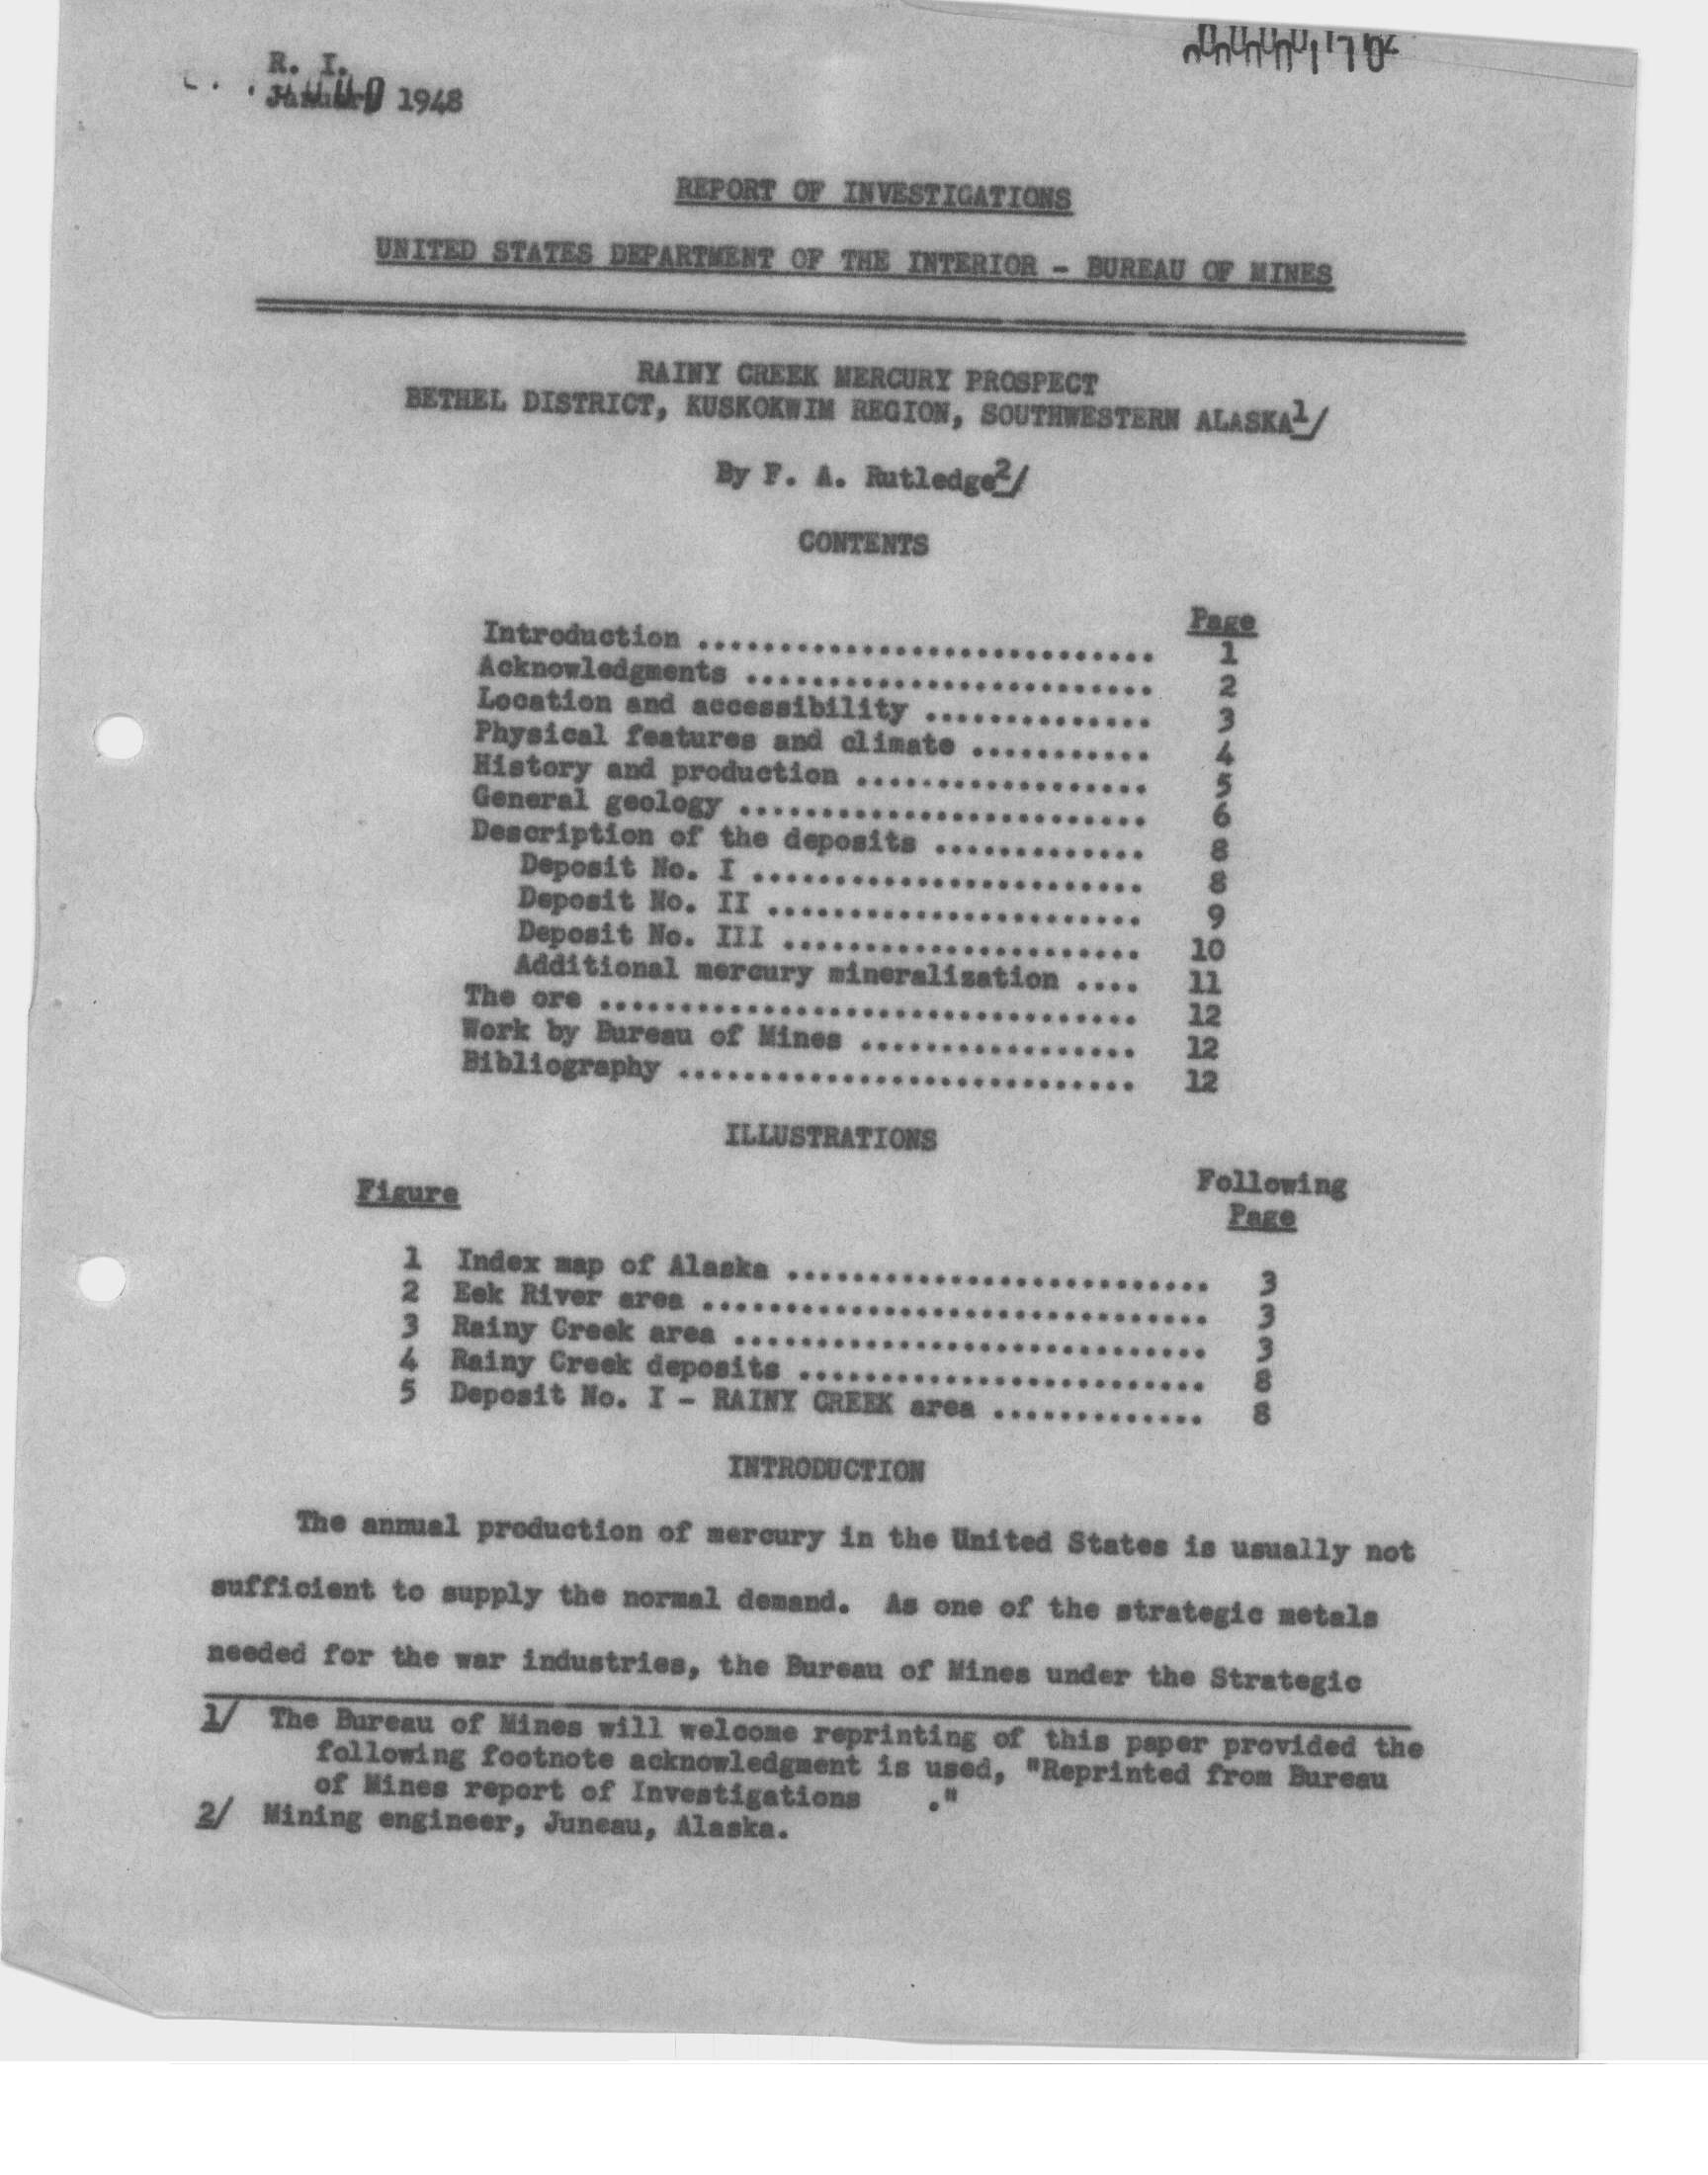 R. I.
January 1948
REPORT OF INVESTIGATIONS
UNITED STATES DEPARTMENT OF THE INTERIOR - BUREAU OF MINES
RAINY CREEK MERCURY PROSPECT
BETHEL DISTRICT, KUSKOKWIM REGION, SOUTHWESTERN ALASKA1/
By F. A. Rutledge2/
CONTENTS
Page
Introduction ............................ 1
Acknowledgments ......................... 2
Location and accessibility .............. 3
Physical features and climate ........... 4
History and production .................. 5
General geology ......................... 6
Description of the deposits ............. 8
Deposit No. I ........................ 8
Deposit No. II ....................... 9
Deposit No. III ...................... 10
Additional mercury mineralization .... 11
The ore ................................. 12
Work by Bureau of Mines ................. 12
Bibliography ............................ 12
ILLUSTRATIONS
Figure Following
Page
1 Index map of Alaska .......................... 3
2 Eek River area ............................... 3
3 Rainy Creek area ............................. 3
4 Rainy Creek deposits ......................... 8
5 Deposit No. I - RAINY CREEK area ............. 8
INTRODUCTION
The annual production of mercury in the United States is usually not
sufficient to supply the normal demand. As one of the strategic metals
needed for the war industries, the Bureau of Mines under the Strategic
1/ The Bureau of Mines will welcome reprinting of this paper provided the
following footnote acknowledgment is used, "Reprinted from Bureau
of Mines report of Investigations ."
2/ Mining engineer, Juneau, Alaska.